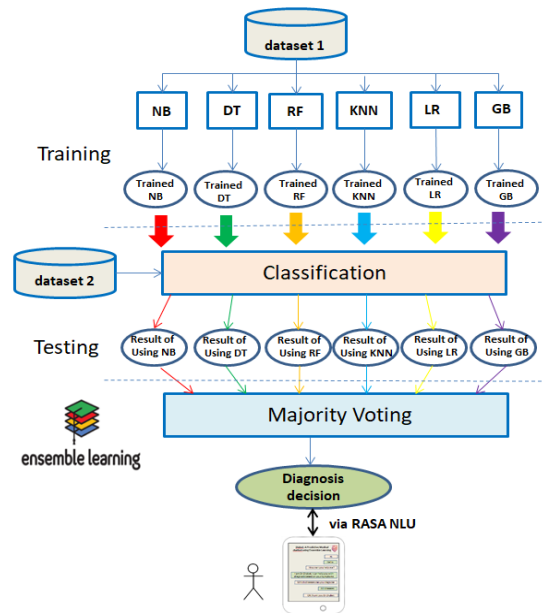 dataset 1
NB DT RF KNN LR GB
Training
Trained NB
Trained DT
Trained RF
Trained KNN
Trained LR
Trained GB
dataset 2
Classification
Testing
Result of Using NB
Result of Using DT
Result of Using RF
Result of Using KNN
Result of Using LR
Result of Using GB
Majority Voting
ensemble learning
Diagnosis
decision
via RASA NLU